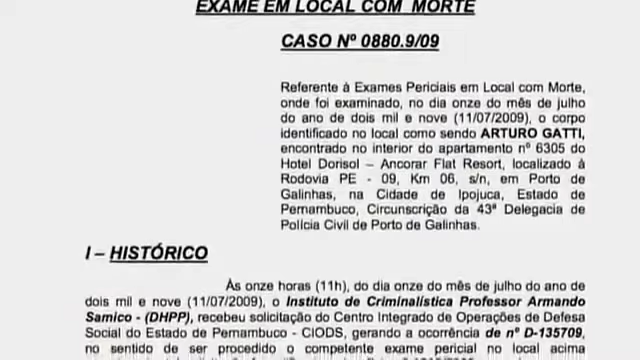 EXAME EM LOCAL COM MORTE
CASO Nº 0880.9/09
Referente à Exames Periciais em Local com Morte,
onde foi examinado, no dia onze do mês de julho
do ano de dois mil e nove (11/07/2009), o corpo
identificado no local como sendo ARTURO GATTI,
encontrado no interior do apartamento nº 6305 do
Hotel Dorisol – Ancorar Flat Resort, localizado à
Rodovia PE - 09, Km 06, s/n, em Porto de
Galinhas, na Cidade de Ipojuca, Estado de
Pernambuco, Circunscrição da 43ª Delegacia de
Polícia Civil de Porto de Galinhas.
I – HISTÓRICO
Às onze horas (11h), do dia onze do mês de julho do ano de
dois mil e nove (11/07/2009), o Instituto de Criminalística Professor Armando
Samico - (DHPP), recebeu solicitação do Centro Integrado de Operações de Defesa
Social do Estado de Pernambuco - CIODS, gerando a ocorrência de nº D-135709,
no sentido de ser procedido o competente exame pericial no local acima